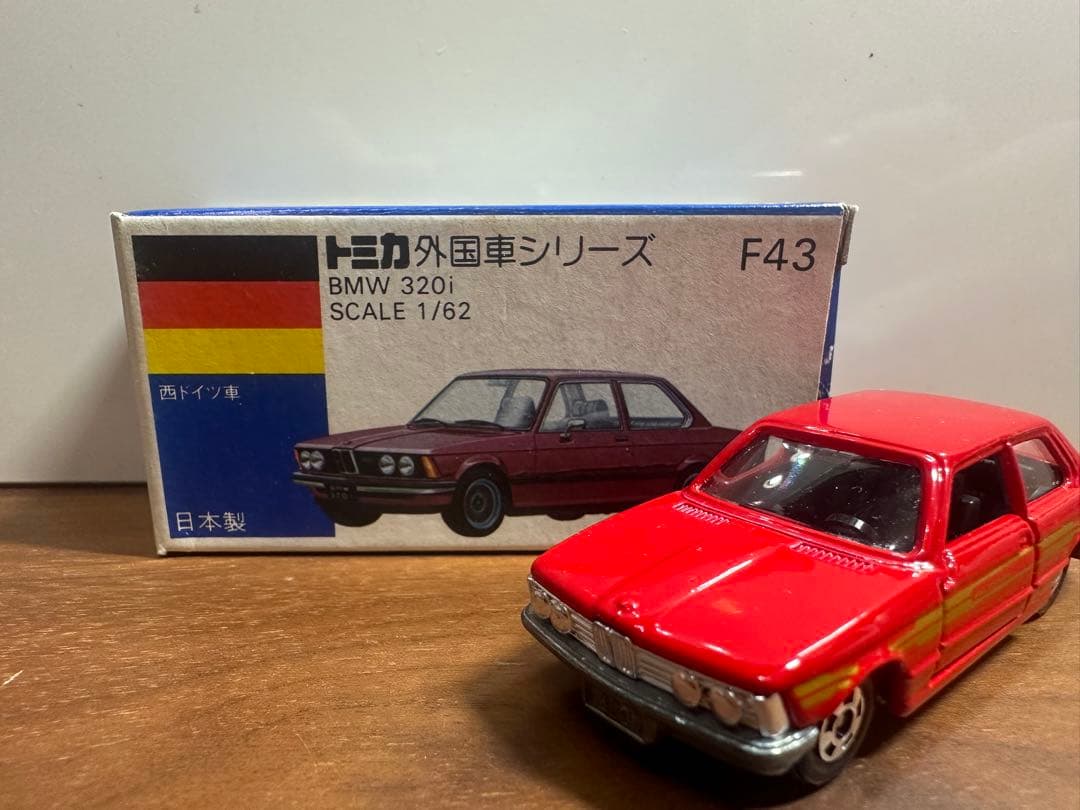 トミカ外国車シリーズ F43
BMW 320i
SCALE 1/62
西ドイツ車
日本製